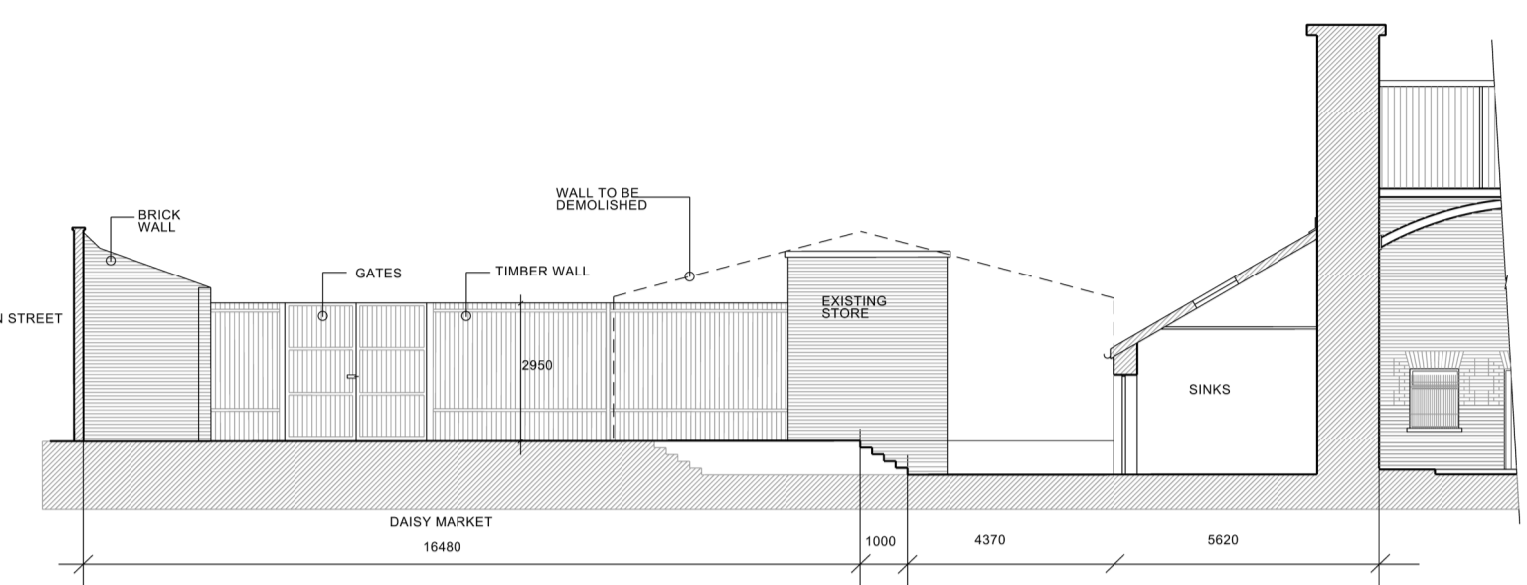 WALL TO BE
DEMOLISHED
BRICK
WALL
GATES
TIMBER WALL
EXISTING
STORE
N STREET
2950
SINKS
DAISY MARKET
16480
1000
4370
5620